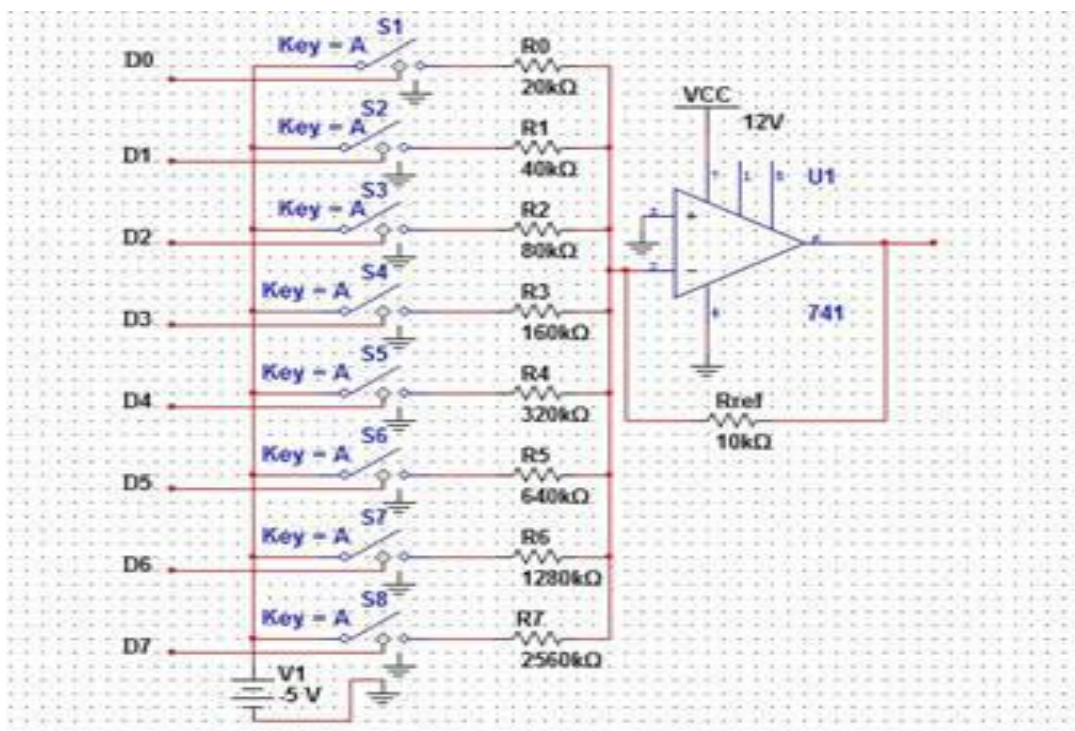 S1
Key = A
D0
R0
20kΩ
S2
Key = A
D1
R1
40kΩ
S3
Key = A
D2
R2
80kΩ
S4
Key = A
D3
R3
160kΩ
S5
Key = A
D4
R4
320kΩ
S6
Key = A
D5
R5
640kΩ
S7
Key = A
D6
R6
1280kΩ
S8
Key = A
D7
R7
2560kΩ
V1
-5 V
VCC
12V
U1
741
Rref
10kΩ